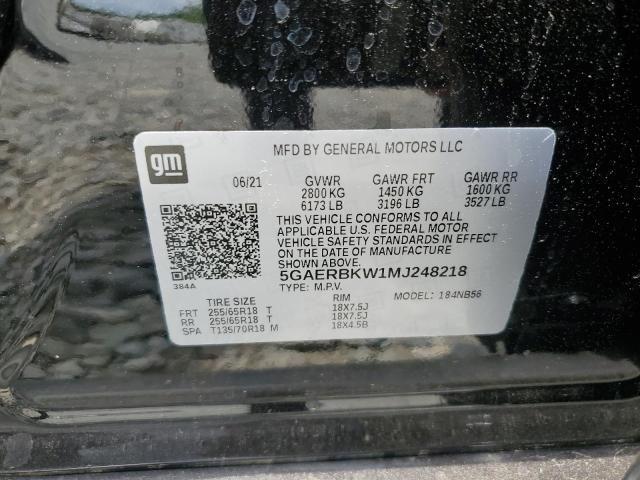 gm
MFD BY GENERAL MOTORS LLC
06/21 GVWR GAWR FRT GAWR RR
2800 KG 1450 KG 1600 KG
6173 LB 3196 LB 3527 LB
THIS VEHICLE CONFORMS TO ALL
APPLICABLE U.S. FEDERAL MOTOR
VEHICLE SAFETY STANDARDS IN EFFECT
ON THE DATE OF MANUFACTURE
SHOWN ABOVE.
384A
5GAERBKW1MJ248218
TYPE: M.P.V. MODEL: 184NB56
TIRE SIZE RIM
FRT 255/65R18 T 18X7.5J
RR 255/65R18 T 18X7.5J
SPA T135/70R18 M 18X4.5B